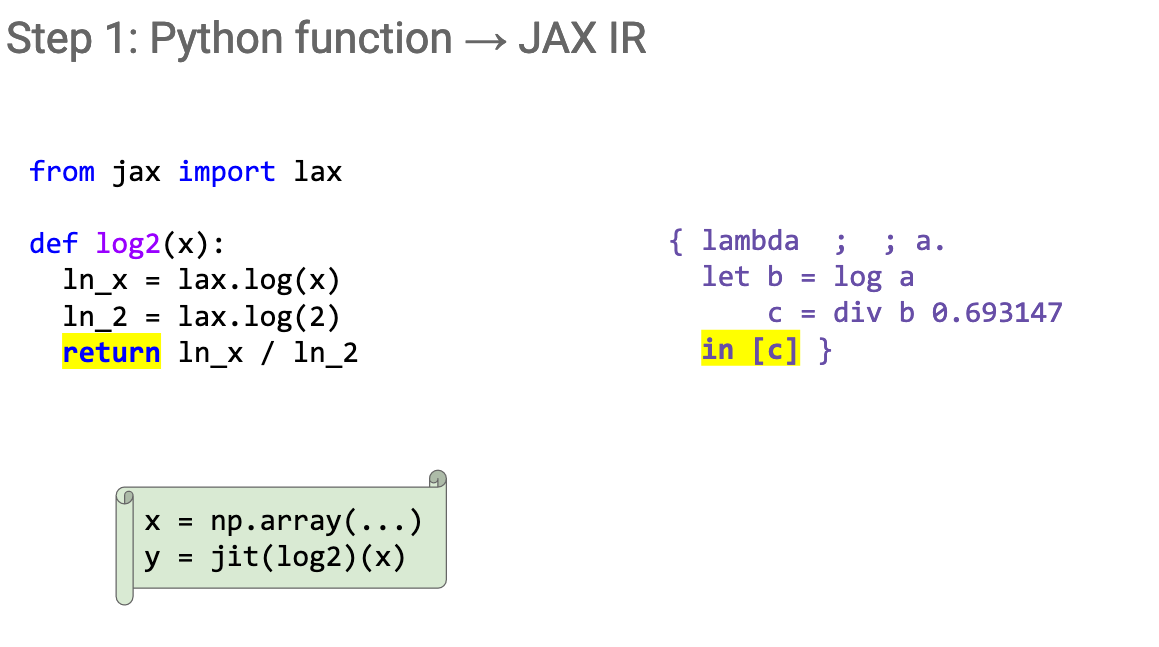 Step 1: Python function → JAX IR
from jax import lax
def log2(x):
  ln_x = lax.log(x)
  ln_2 = lax.log(2)
  return ln_x / ln_2
{ lambda  ;  ; a.
  let b = log a
      c = div b 0.693147
  in [c] }
x = np.array(...)
y = jit(log2)(x)